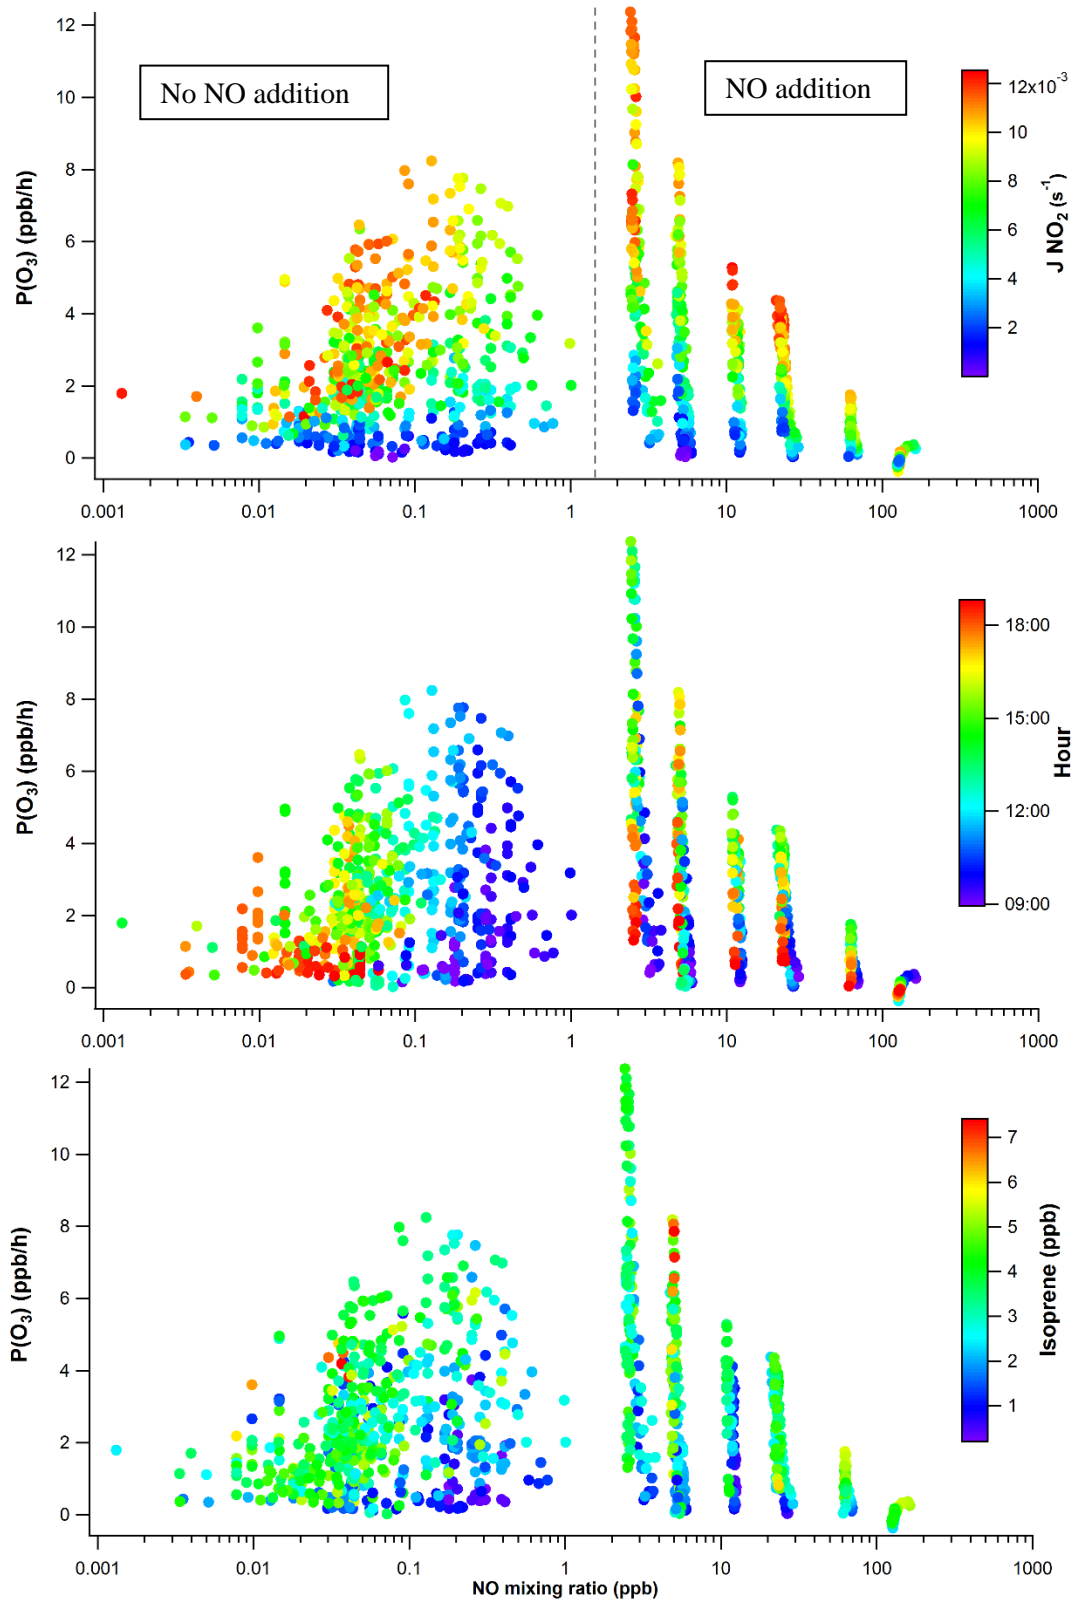 12
10
8
6
4
2
0
P(O3) (ppb/h)
No NO addition
NO addition
12x10⁻³
10
8
6
4
2
J NO2 (s⁻¹)
0.001 0.01 0.1 1 10 100 1000
12
10
8
6
4
2
0
P(O3) (ppb/h)
18:00
15:00
12:00
09:00
Hour
0.001 0.01 0.1 1 10 100 1000
12
10
8
6
4
2
0
P(O3) (ppb/h)
7
6
5
4
3
2
1
Isoprene (ppb)
0.001 0.01 0.1 1 10 100 1000
NO mixing ratio (ppb)